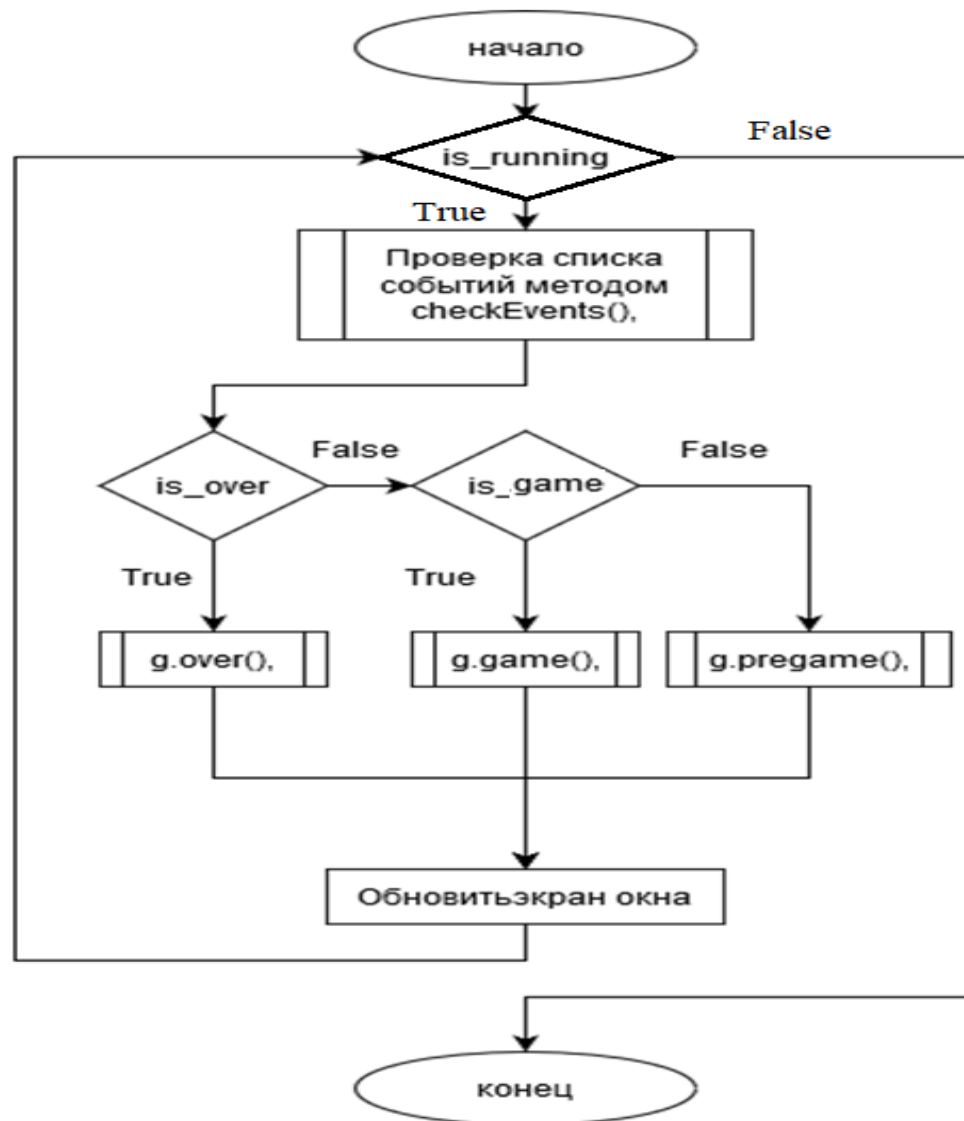 начало
False
is_running
True
Проверка списка
событий методом
checkEvents(),
False
False
is_over
is_game
True
True
g.over(),
g.game(),
g.pregame(),
Обновитьэкран окна
конец